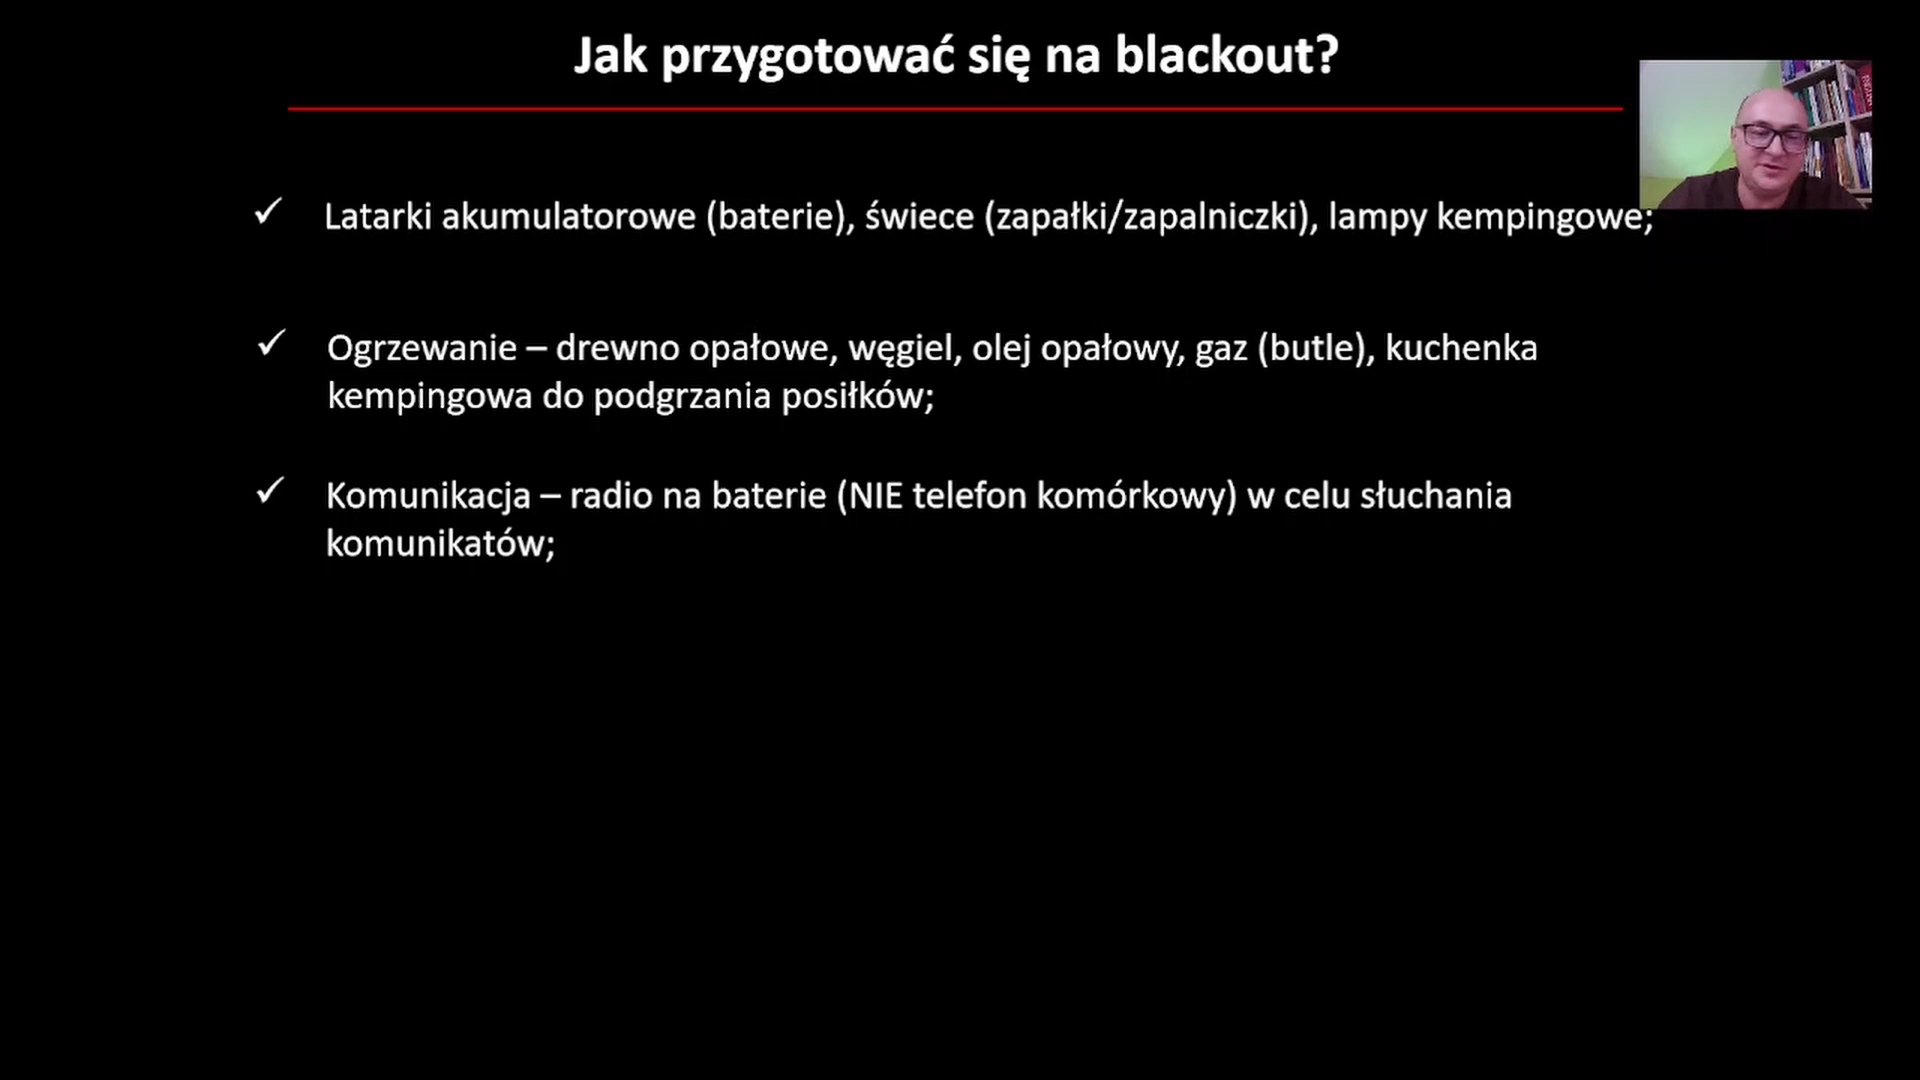 Jak przygotować się na blackout?
✓ Latarki akumulatorowe (baterie), świece (zapałki/zapalniczki), lampy kempingowe;
✓ Ogrzewanie – drewno opałowe, węgiel, olej opałowy, gaz (butle), kuchenka
kempingowa do podgrzania posiłków;
✓ Komunikacja – radio na baterie (NIE telefon komórkowy) w celu słuchania
komunikatów;